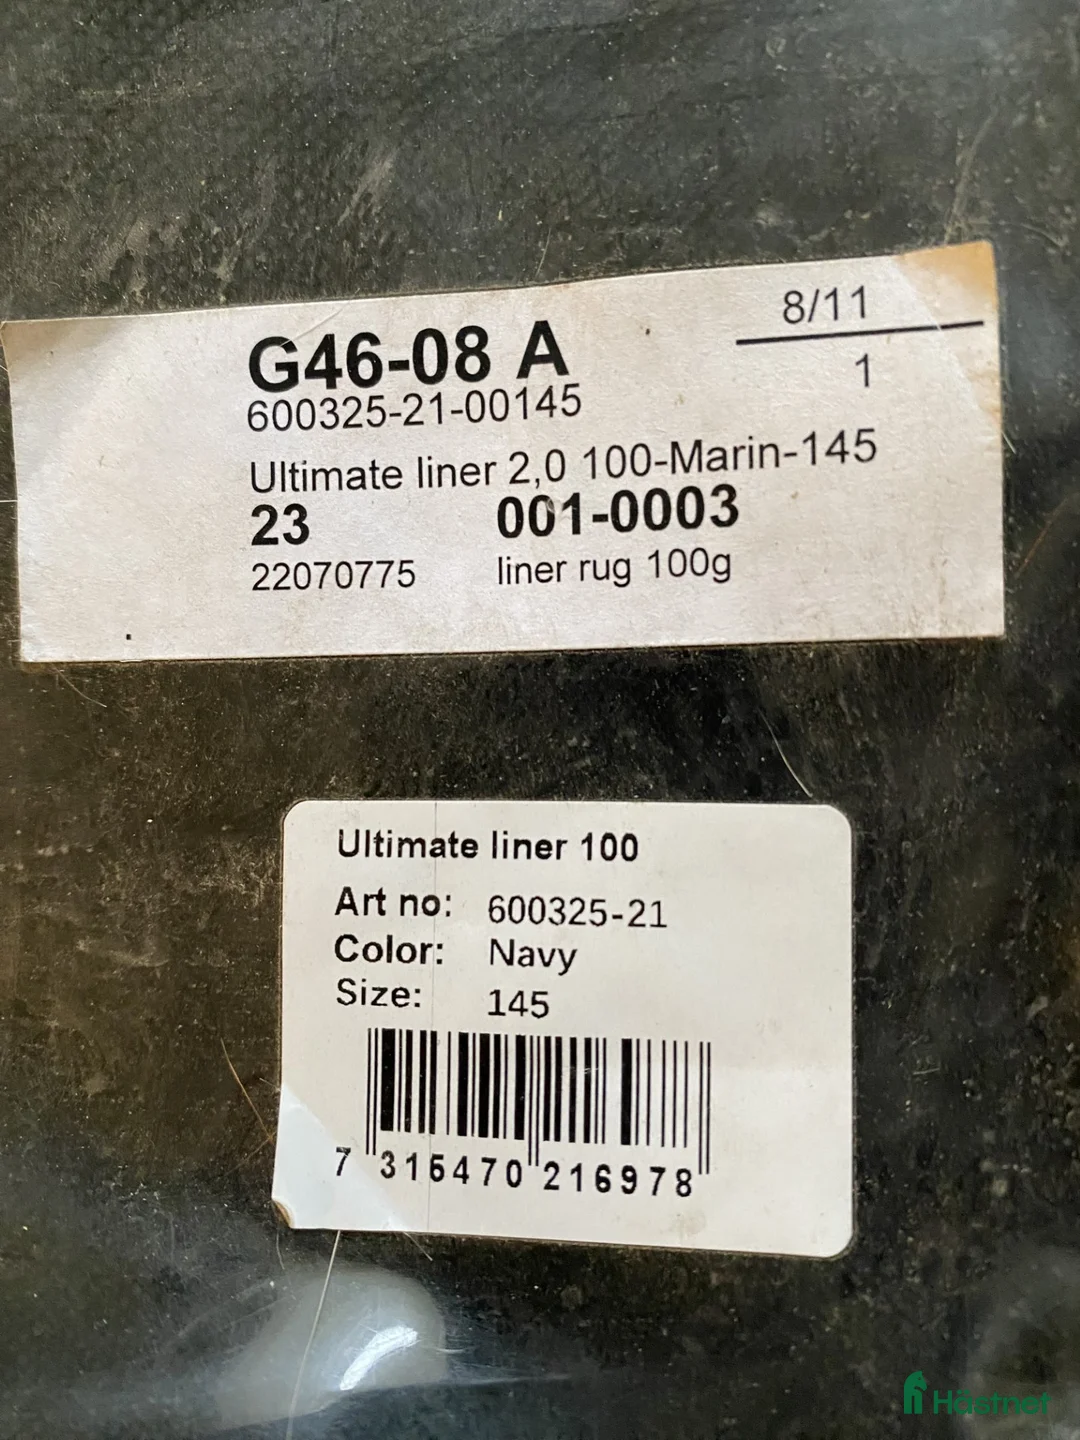 8/11
G46-08 A
1
600325-21-00145
Ultimate liner 2,0 100-Marin-145
23 001-0003
22070775 liner rug 100g
Ultimate liner 100
Art no: 600325-21
Color: Navy
Size: 145
7 316470 216978
Hästnet